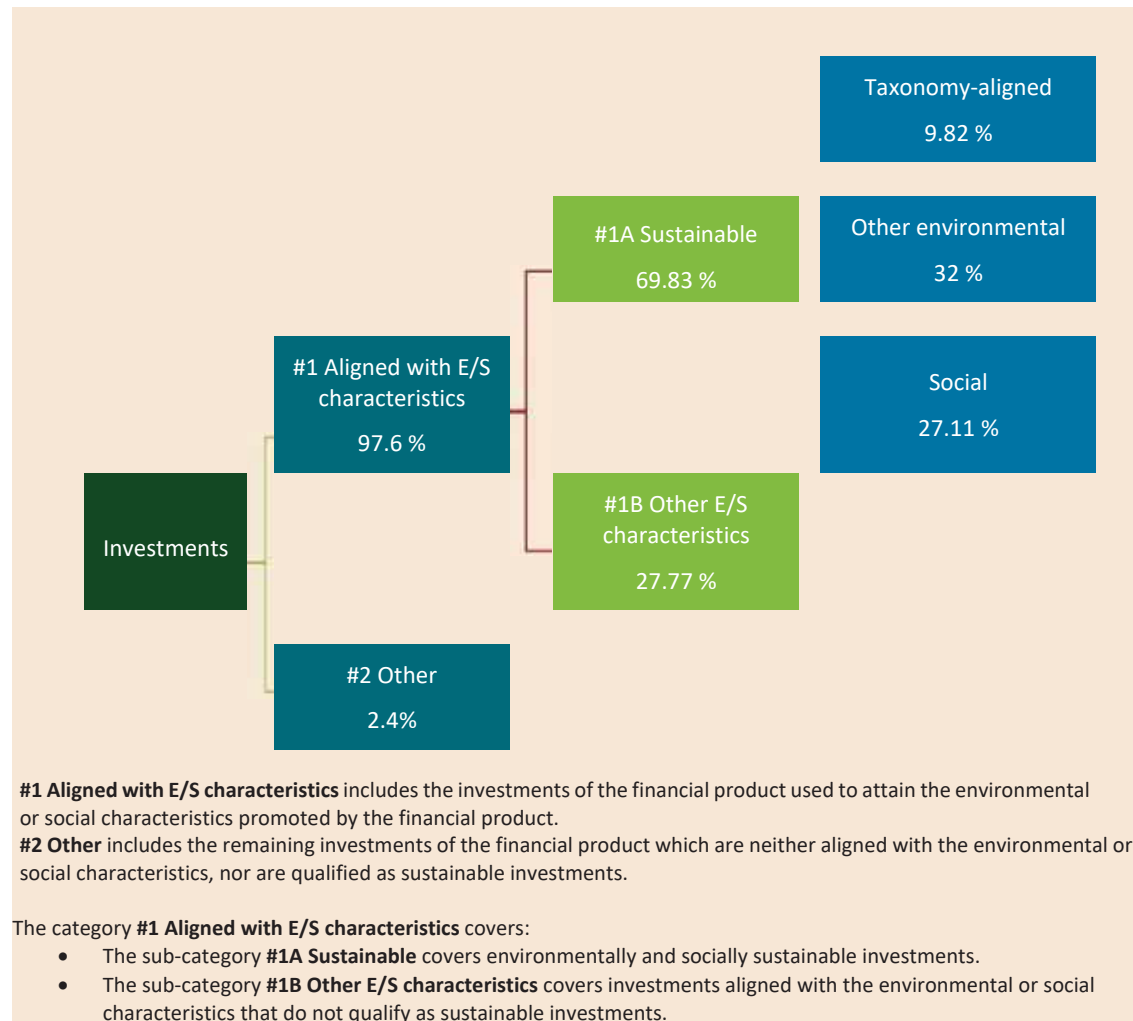 Taxonomy-aligned
9.82 %
#1A Sustainable
69.83 %
Other environmental
32 %
#1 Aligned with E/S
characteristics
97.6 %
Social
27.11 %
Investments
#1B Other E/S
characteristics
27.77 %
#2 Other
2.4%
#1 Aligned with E/S characteristics includes the investments of the financial product used to attain the environmental
or social characteristics promoted by the financial product.
#2 Other includes the remaining investments of the financial product which are neither aligned with the environmental or
social characteristics, nor are qualified as sustainable investments.
The category #1 Aligned with E/S characteristics covers:
• The sub-category #1A Sustainable covers environmentally and socially sustainable investments.
• The sub-category #1B Other E/S characteristics covers investments aligned with the environmental or social
characteristics that do not qualify as sustainable investments.